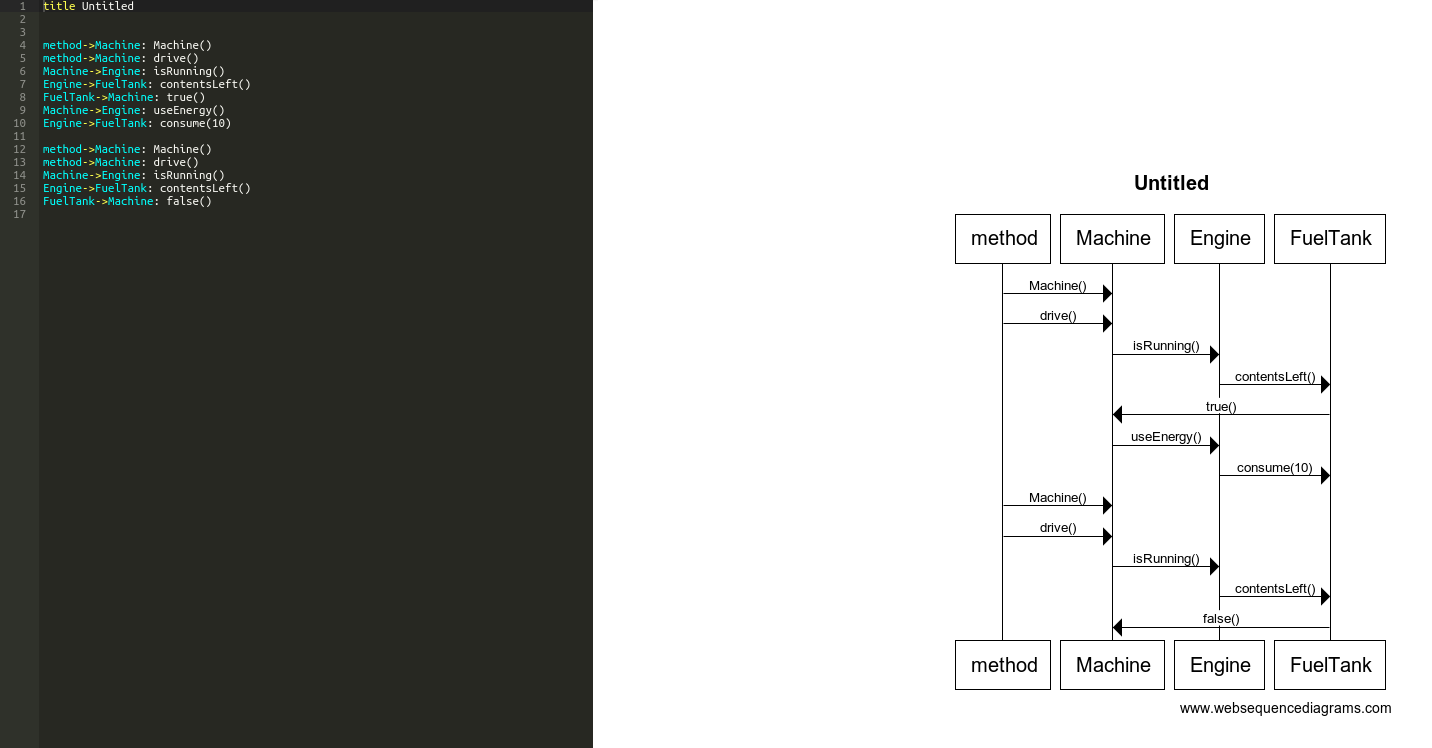 1 title Untitled
2
3
4 method->Machine: Machine()
5 method->Machine: drive()
6 Machine->Engine: isRunning()
7 Engine->FuelTank: contentsLeft()
8 FuelTank->Machine: true()
9 Machine->Engine: useEnergy()
10 Engine->FuelTank: consume(10)
11
12 method->Machine: Machine()
13 method->Machine: drive()
14 Machine->Engine: isRunning()
15 Engine->FuelTank: contentsLeft()
16 FuelTank->Machine: false()
17
Untitled
method Machine Engine FuelTank
Machine()
drive()
isRunning()
contentsLeft()
true()
useEnergy()
consume(10)
Machine()
drive()
isRunning()
contentsLeft()
false()
method Machine Engine FuelTank
www.websequencediagrams.com